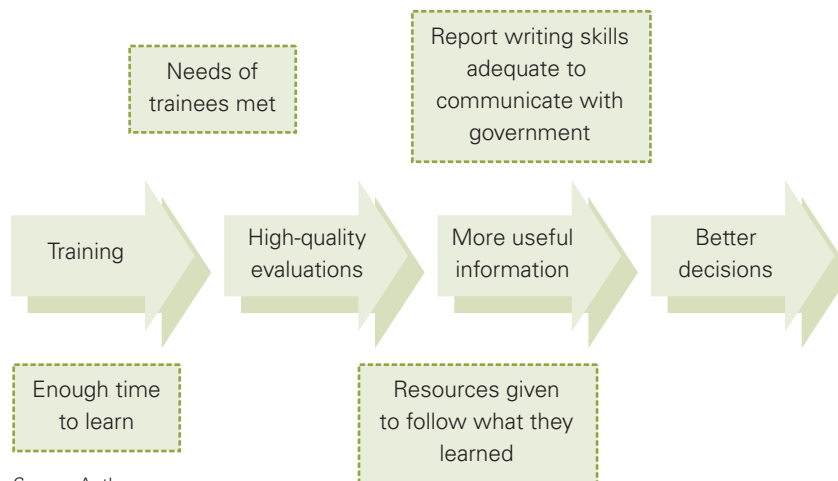 Needs of
trainees met
Report writing skills
adequate to
communicate with
government
Training
High-quality
evaluations
More useful
information
Better
decisions
Enough time
to learn
Resources given
to follow what they
learned